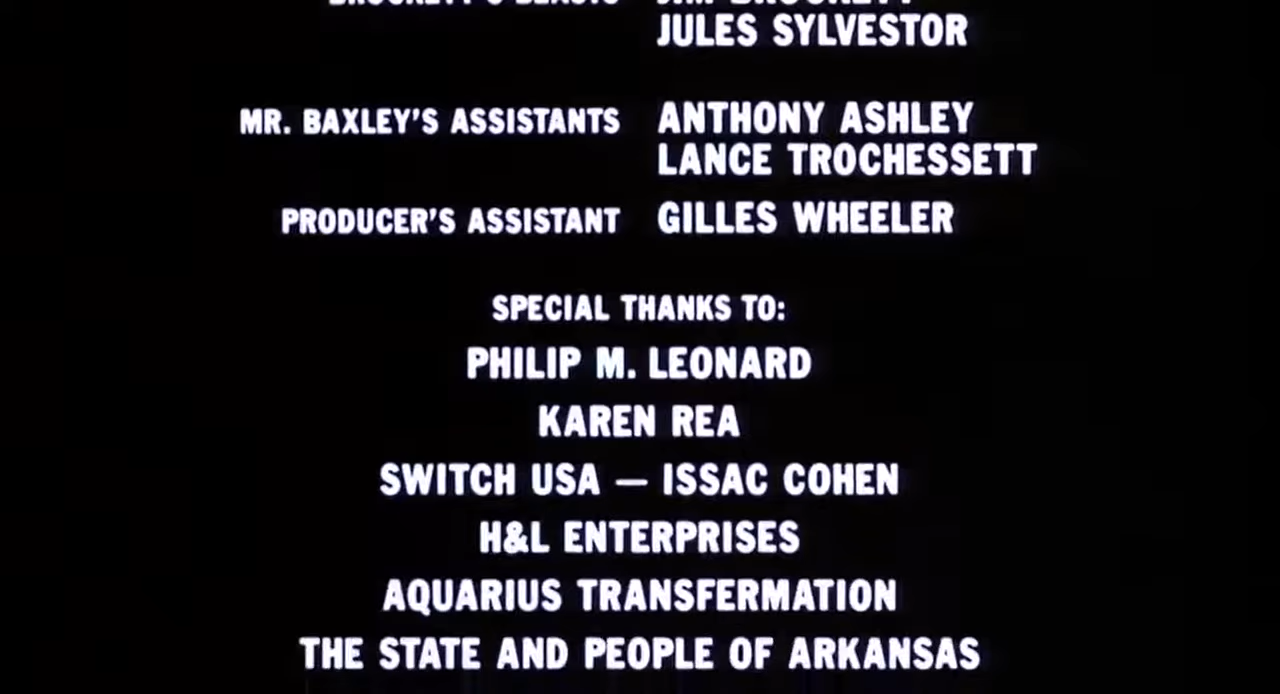 JULES SYLVESTOR
MR. BAXLEY'S ASSISTANTS ANTHONY ASHLEY
LANCE TROCHESSETT
PRODUCER'S ASSISTANT GILLES WHEELER
SPECIAL THANKS TO:
PHILIP M. LEONARD
KAREN REA
SWITCH USA — ISSAC COHEN
H&L ENTERPRISES
AQUARIUS TRANSFERMATION
THE STATE AND PEOPLE OF ARKANSAS